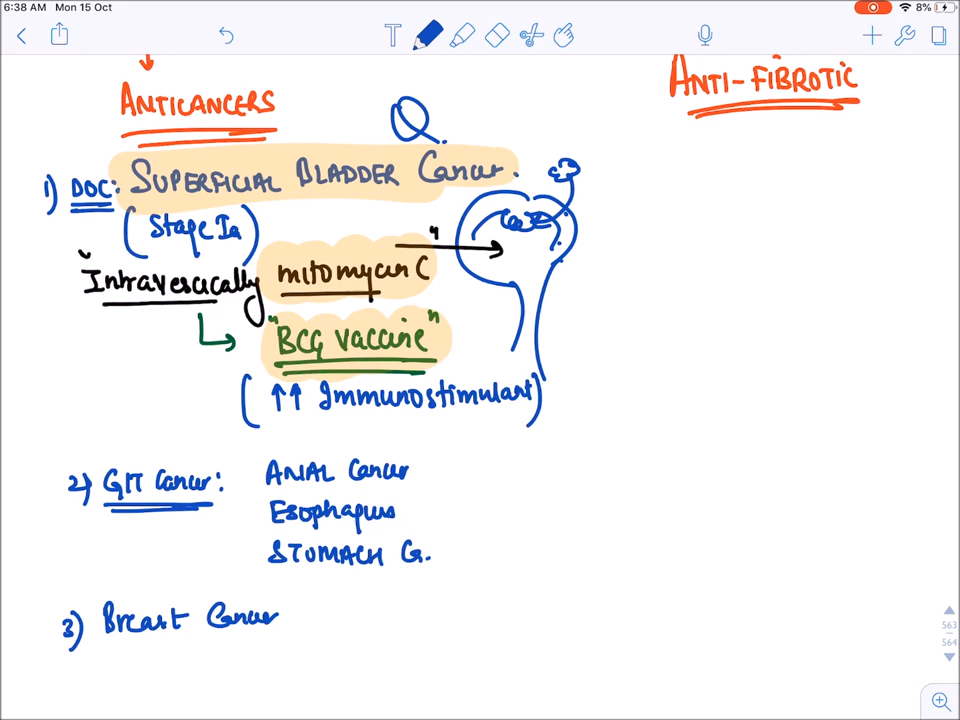 6:38 AM Mon 15 Oct
8%
T
ANTICANCERS
ANTI-FIBROTIC
Q.
1) DOC: SUPERFICIAL BLADDER Cancer.
(Stage Ia)
Intravesically mitomycin C
"BCG vaccine"
(↑↑ Immunostimulant)
2) GIT Cancer: ANAL Cancer
Esophagus
STOMACH G.
3) Breast Cancer
563
564